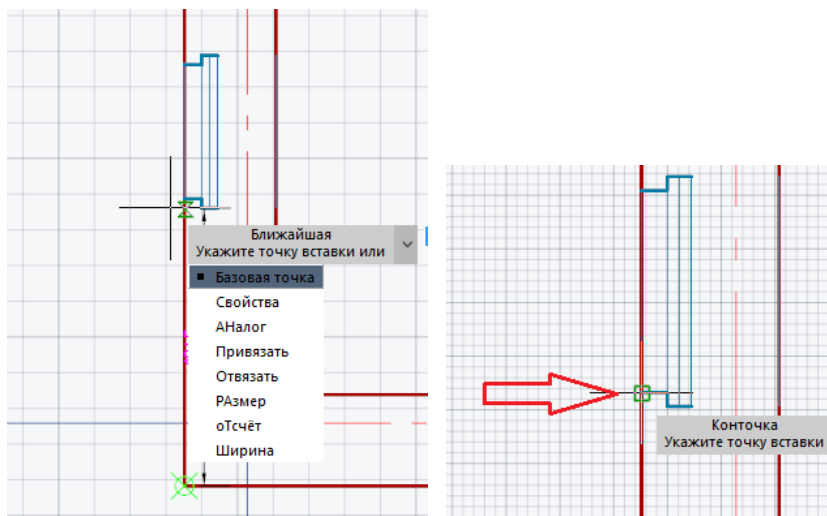 Ближайшая
Укажите точку вставки или
Базовая точка
Свойства
АНалог
Привязать
Отвязать
РАзмер
оТсчёт
Ширина
Конточка
Укажите точку вставки